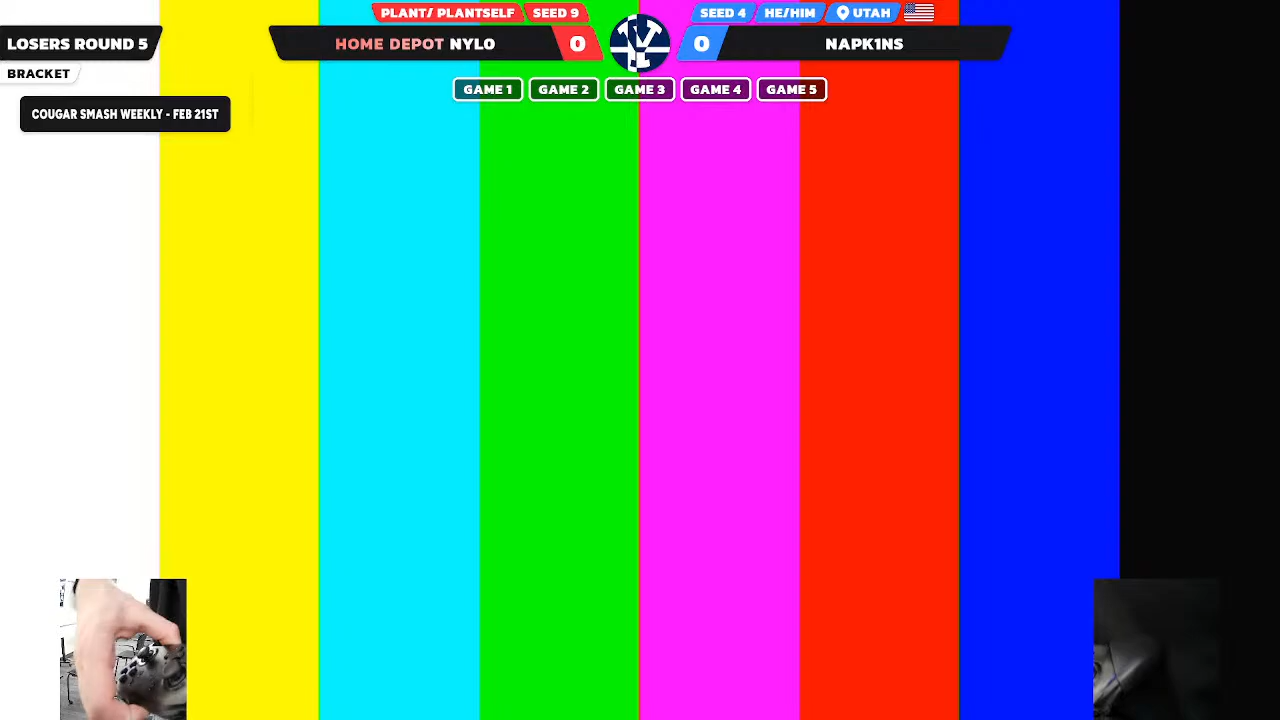 PLANT/ PLANTSELF SEED 9
SEED 4 HE/HIM UTAH
LOSERS ROUND 5
HOME DEPOT NYLO 0
0 NAPK1NS
BRACKET
GAME 1 GAME 2 GAME 3 GAME 4 GAME 5
COUGAR SMASH WEEKLY - FEB 21ST